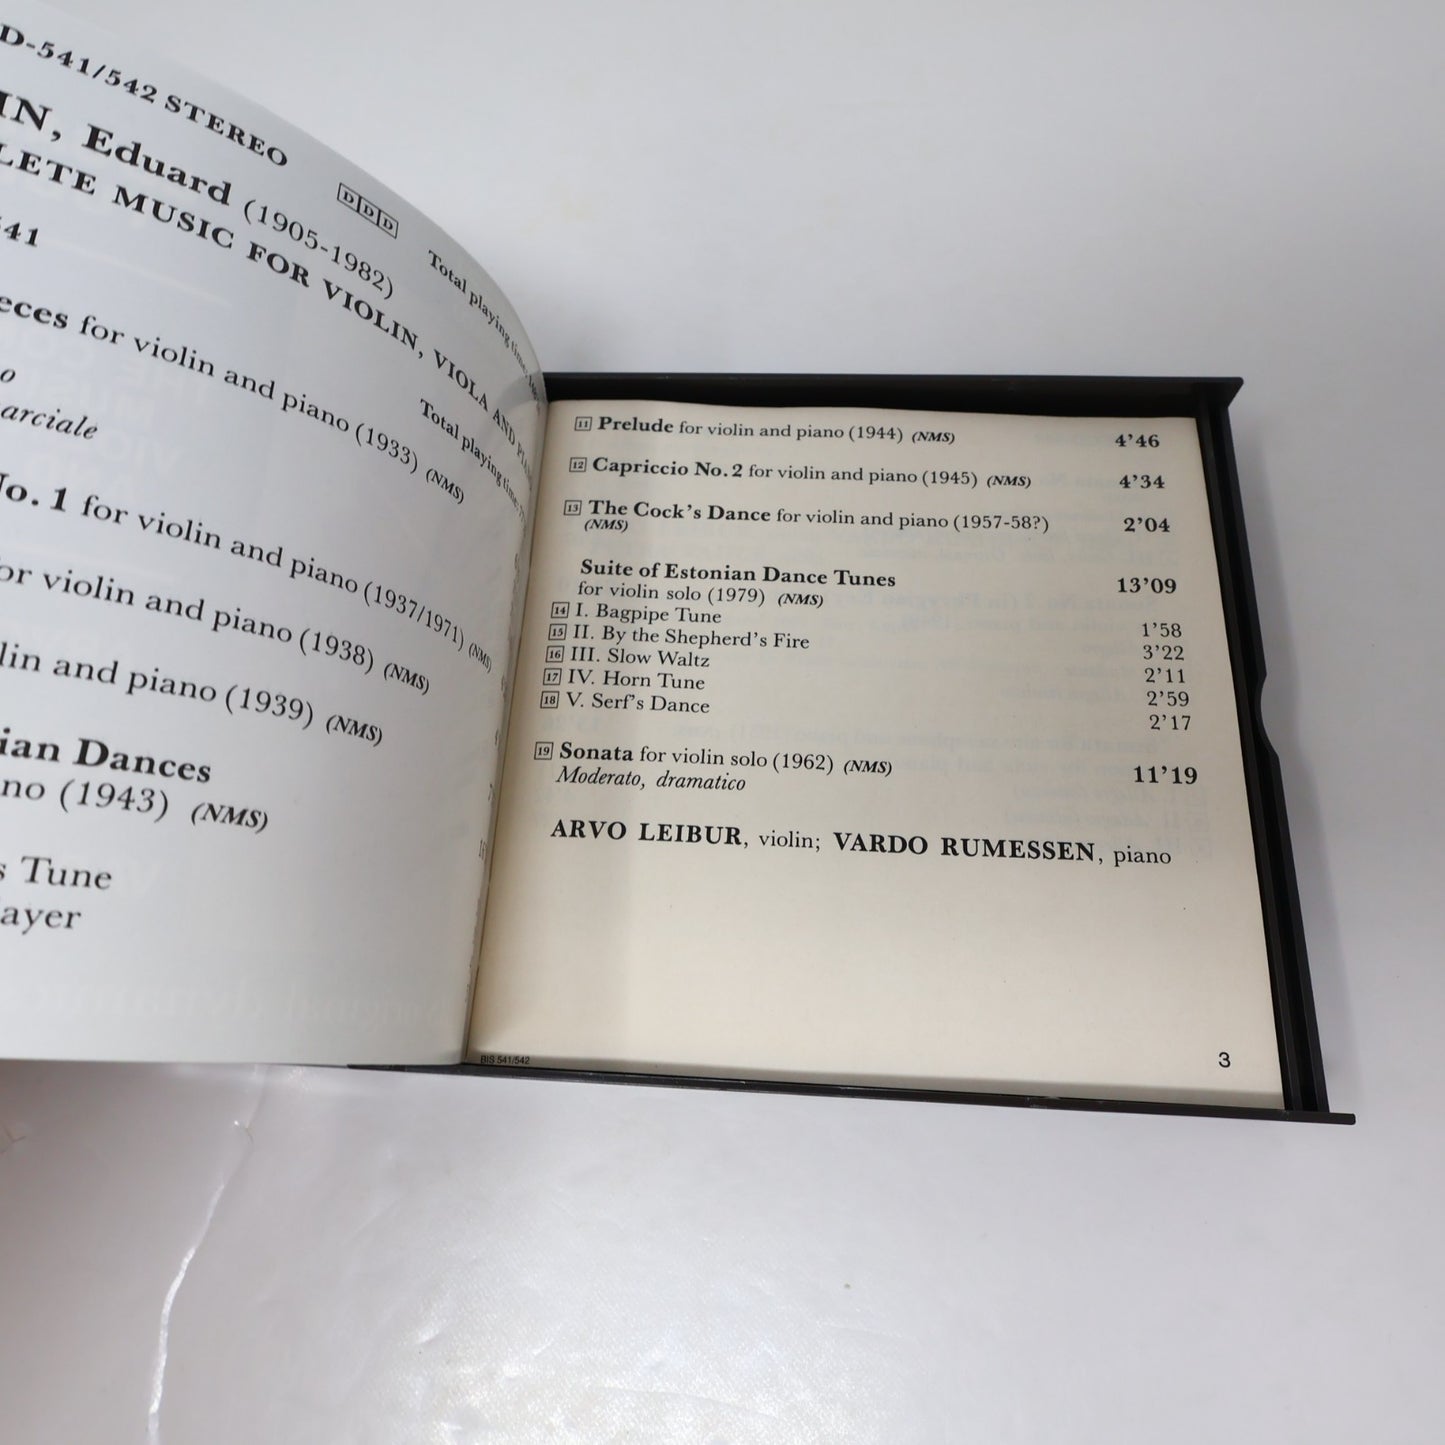 D-541/542 STEREO
DDD
Total playing time:
IN, Eduard (1905-1982)
LETE MUSIC FOR VIOLIN, VIOLA AND
541
Total playing time:
eces for violin and piano (1933) (NMS)
o
arciale
No. 1 for violin and piano (1937/1971) (NMS)
or violin and piano (1938) (NMS)
lin and piano (1939) (NMS)
ian Dances
no (1943) (NMS)
s Tune
ayer
11 Prelude for violin and piano (1944) (NMS) 4’46
12 Capriccio No. 2 for violin and piano (1945) (NMS) 4’34
13 The Cock’s Dance for violin and piano (1957-58?) 2’04
(NMS)
Suite of Estonian Dance Tunes 13’09
for violin solo (1979) (NMS)
14 I. Bagpipe Tune 1’58
15 II. By the Shepherd’s Fire 3’22
16 III. Slow Waltz 2’11
17 IV. Horn Tune 2’59
18 V. Serf’s Dance 2’17
19 Sonata for violin solo (1962) (NMS) 11’19
Moderato, dramatico
ARVO LEIBUR, violin; VARDO RUMESSEN, piano
BIS 541/542
3